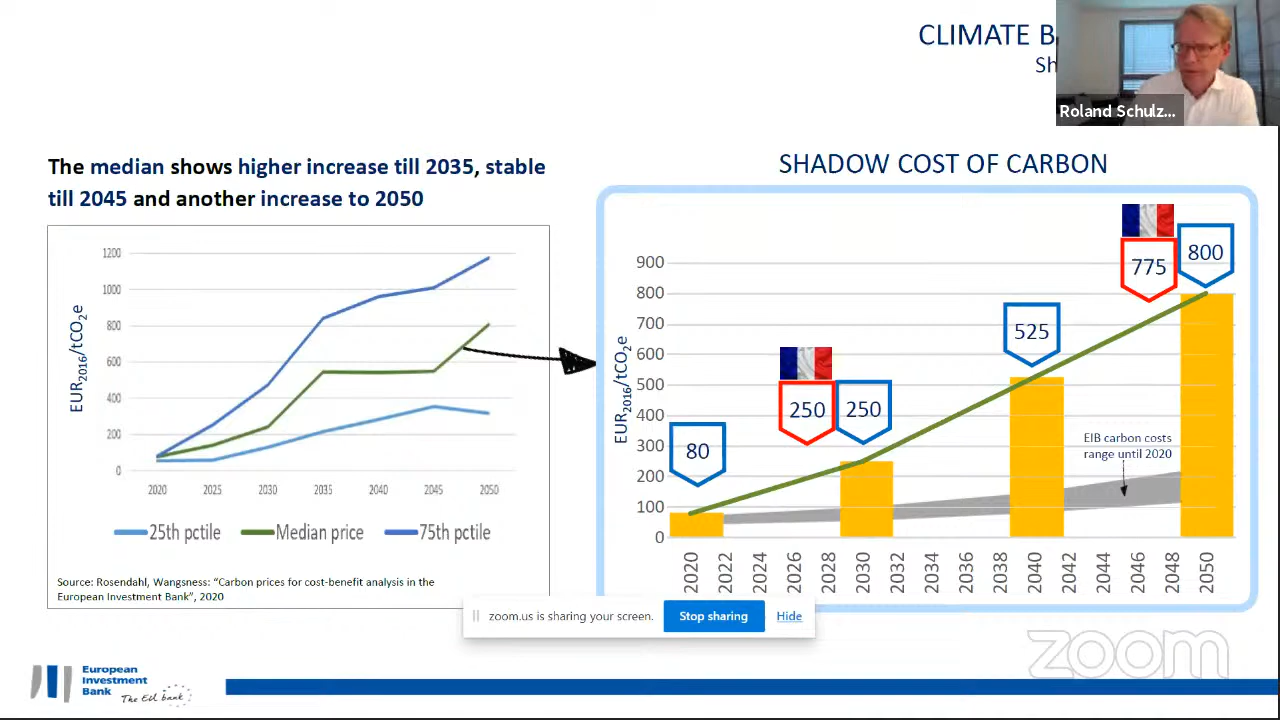 CLIMATE B
Sh
Roland Schulz...
The median shows higher increase till 2035, stable
till 2045 and another increase to 2050
SHADOW COST OF CARBON
EUR2016/tCO2e
1200
1000
800
600
400
200
0
2020 2025 2030 2035 2040 2045 2050
25th pctile Median price 75th pctile
Source: Rosendahl, Wangsness: “Carbon prices for cost-benefit analysis in the
European Investment Bank”, 2020
EUR2016/tCO2e
900
800
700
600
500
400
300
200
100
0
80
250
250
525
775
800
EIB carbon costs
range until 2020
2020 2022 2024 2026 2028 2030 2032 2034 2036 2038 2040 2042 2044 2046 2048 2050
zoom.us is sharing your screen. Stop sharing Hide
zoom
European
Investment
Bank
The EU bank